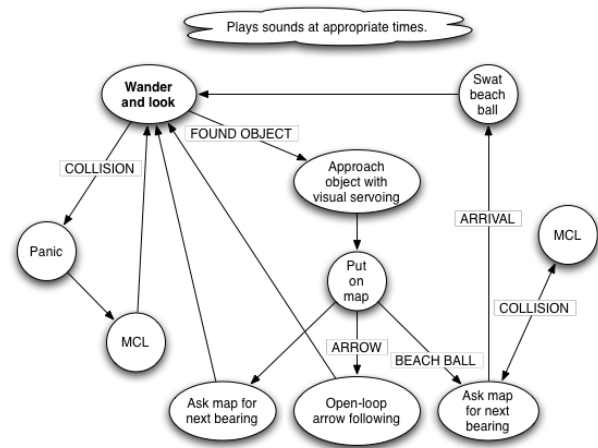 Plays sounds at appropriate times.
Wander
and look
Swat
beach
ball
FOUND OBJECT
Approach
object with
visual servoing
COLLISION
ARRIVAL
MCL
Panic
Put
on
map
COLLISION
MCL
ARROW
BEACH BALL
Ask map for
next bearing
Open-loop
arrow following
Ask map
for next
bearing